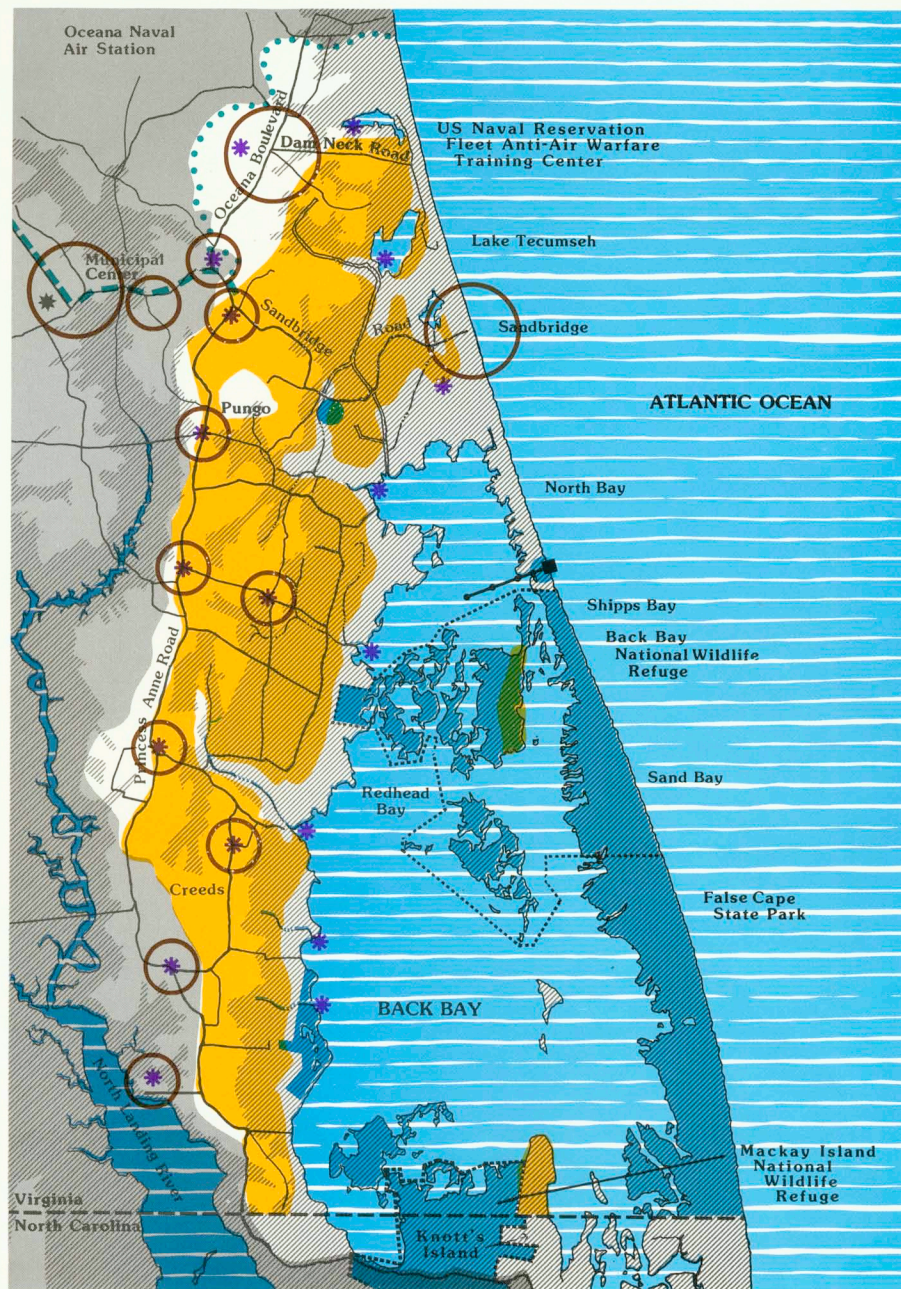 Oceana Naval
Air Station
Oceana Boulevard
Dam Neck Road
US Naval Reservation
Fleet Anti-Air Warfare
Training Center
Lake Tecumseh
Municipal
Center
Sandbridge
Road
Sandbridge
Pungo
ATLANTIC OCEAN
North Bay
Shipps Bay
Back Bay
National Wildlife
Refuge
Princess Anne Road
Sand Bay
Redhead
Bay
Creeds
False Cape
State Park
BACK BAY
North Landing River
Mackay Island
National
Wildlife
Refuge
Virginia
North Carolina
Knott's
Island